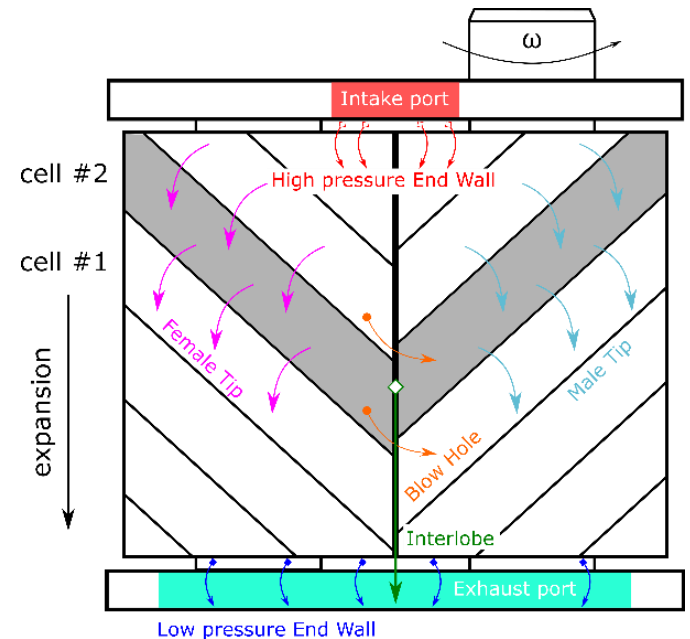 ω
Intake port
High pressure End Wall
cell #2
cell #1
expansion
Female Tip
Male Tip
Blow Hole
Interlobe
Exhaust port
Low pressure End Wall